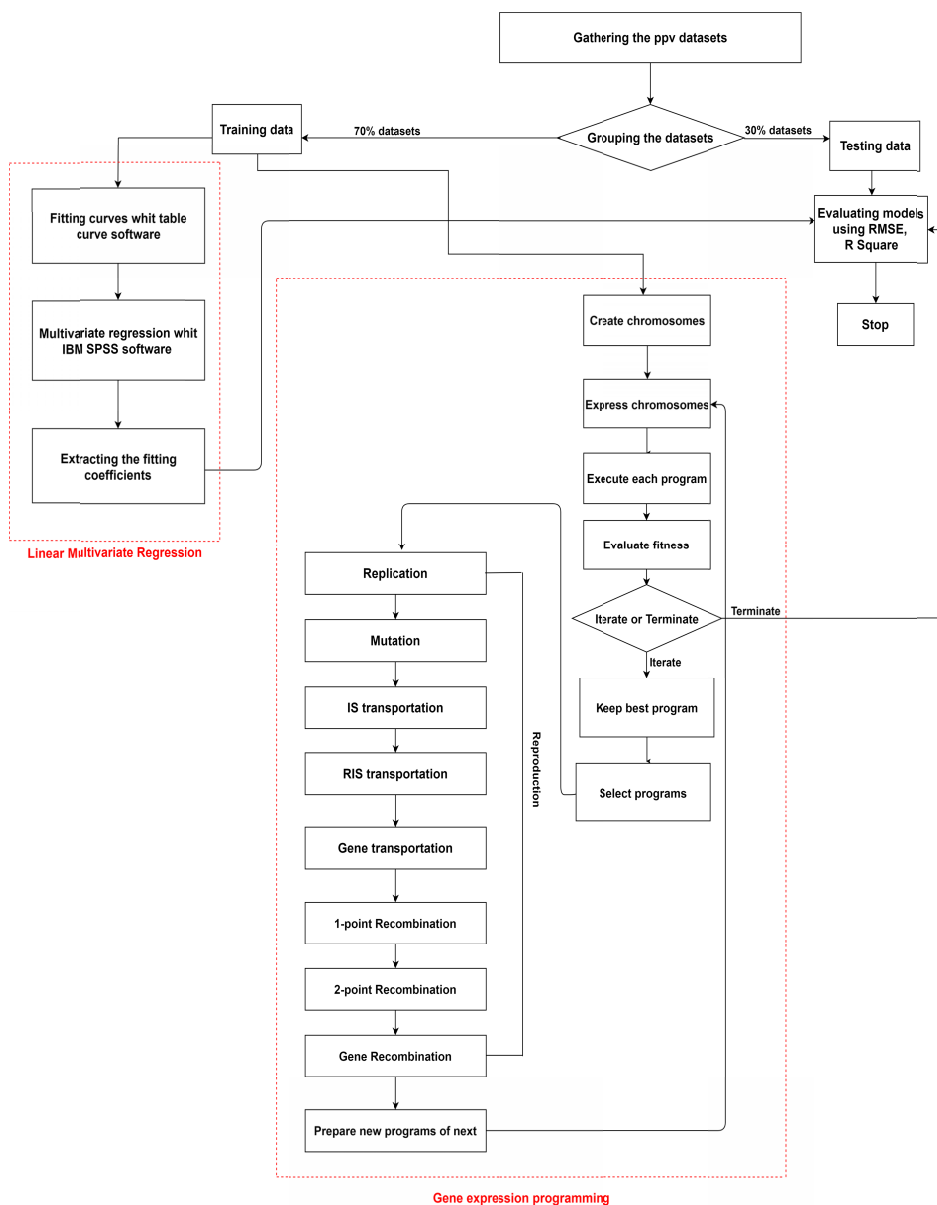 Gathering the ppv datasets
Grouping the datasets
70% datasets
30% datasets
Training data
Testing data
Fitting curves whit table
curve software
Multivariate regression whit
IBN SPSS software
Extracting the fitting
coefficients
Linear Multivariate Regression
Evaluating models
using RMSE,
R Square
Stop
Create chromosomes
Express chromosomes
Execute each program
Evaluate fitness
Iterate or Terminate
Terminate
Iterate
Keep best program
Select programs
Replication
Mutation
IS transportation
RIS transportation
Gene transportation
1-point Recombination
2-point Recombination
Gene Recombination
Prepare new programs of next
Reproduction
Gene expression programming